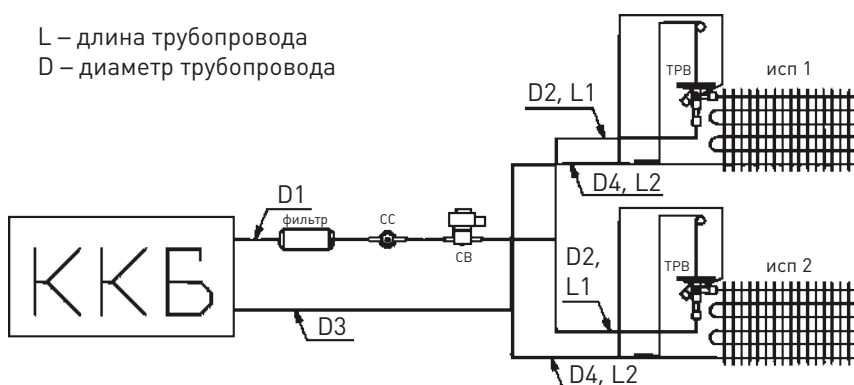 L – длина трубопровода
D – диаметр трубопровода
ТРВ
исп 1
D2, L1
D4, L2
D1
фильтр
СС
СВ
ККБ
D2,
L1
ТРВ
исп 2
D3
D4, L2